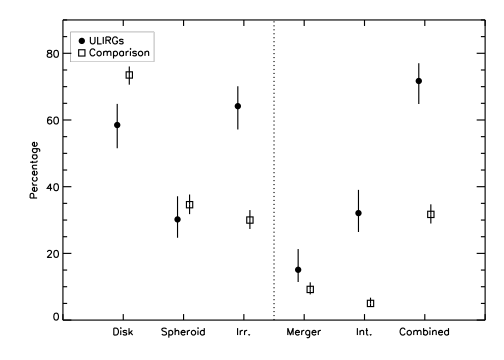 80
ULIRGs
Comparison
60
Percentage
40
20
0
Disk Spheroid Irr. Merger Int. Combined